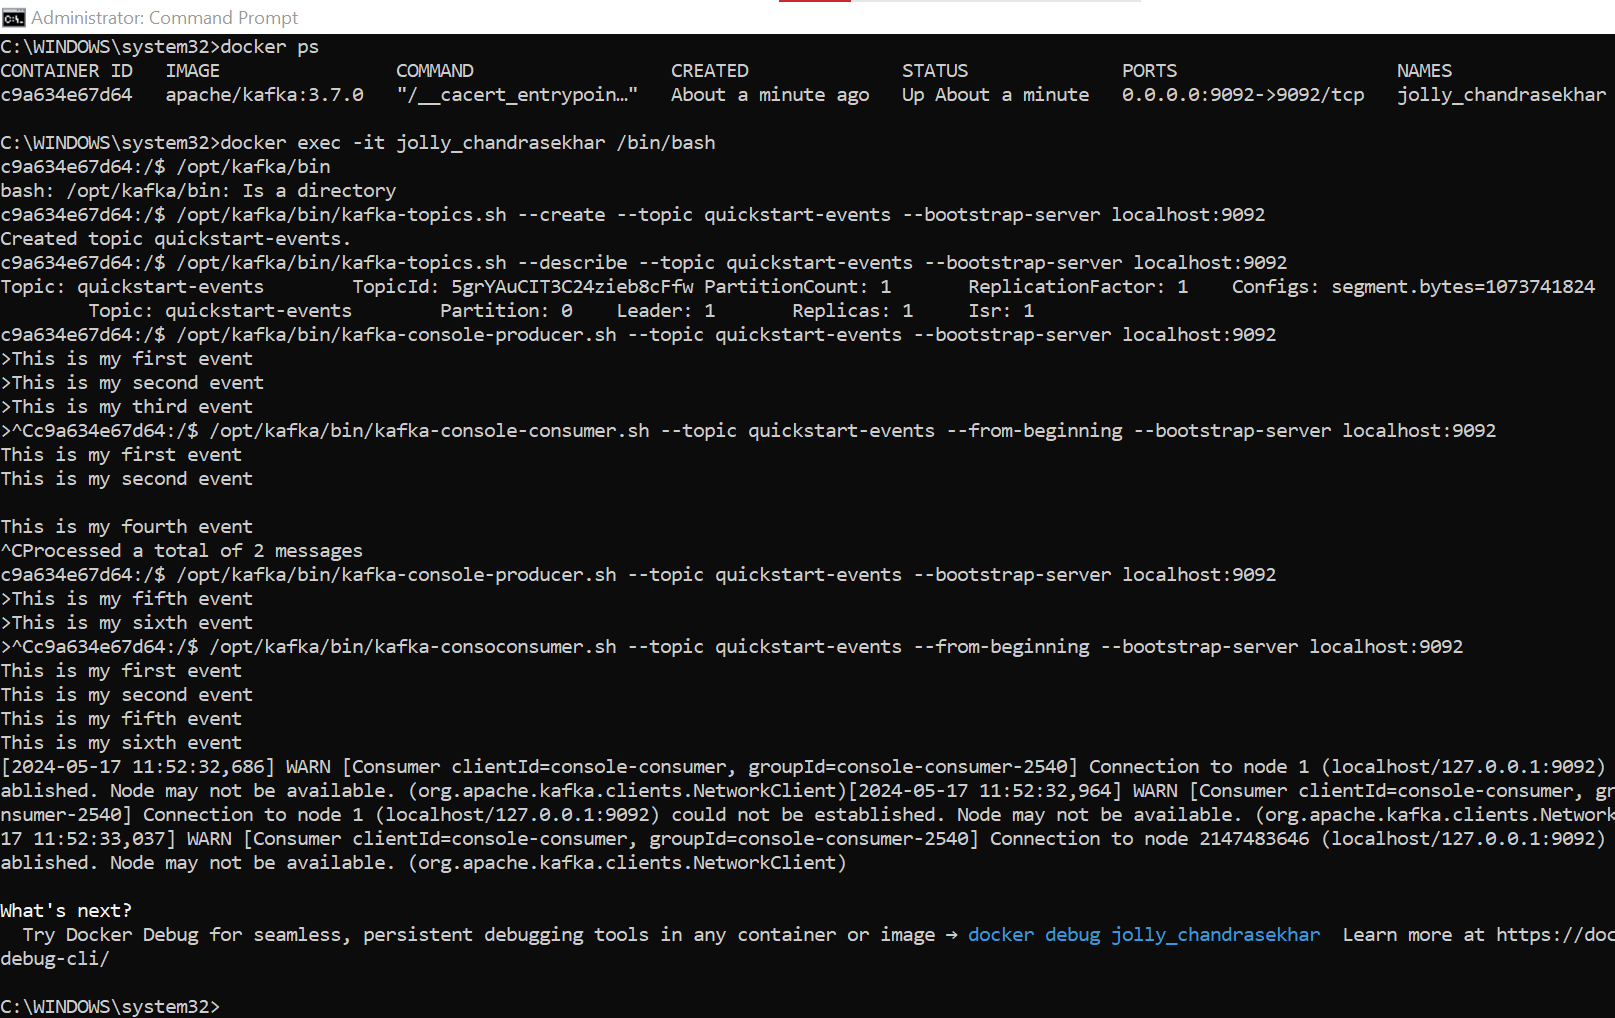 Administrator: Command Prompt
C:\WINDOWS\system32>docker ps
CONTAINER ID   IMAGE                COMMAND                  CREATED              STATUS              PORTS                    NAMES
c9a634e67d64   apache/kafka:3.7.0   "/__cacert_entrypoin…"   About a minute ago   Up About a minute   0.0.0.0:9092->9092/tcp   jolly_chandrasekhar
C:\WINDOWS\system32>docker exec -it jolly_chandrasekhar /bin/bash
c9a634e67d64:/$ /opt/kafka/bin
bash: /opt/kafka/bin: Is a directory
c9a634e67d64:/$ /opt/kafka/bin/kafka-topics.sh --create --topic quickstart-events --bootstrap-server localhost:9092
Created topic quickstart-events.
c9a634e67d64:/$ /opt/kafka/bin/kafka-topics.sh --describe --topic quickstart-events --bootstrap-server localhost:9092
Topic: quickstart-events        TopicId: 5grYAuCIT3C24zieb8cFfw PartitionCount: 1       ReplicationFactor: 1    Configs: segment.bytes=1073741824
        Topic: quickstart-events        Partition: 0    Leader: 1       Replicas: 1     Isr: 1
c9a634e67d64:/$ /opt/kafka/bin/kafka-console-producer.sh --topic quickstart-events --bootstrap-server localhost:9092
>This is my first event
>This is my second event
>This is my third event
>^Cc9a634e67d64:/$ /opt/kafka/bin/kafka-console-consumer.sh --topic quickstart-events --from-beginning --bootstrap-server localhost:9092
This is my first event
This is my second event
This is my fourth event
^CProcessed a total of 2 messages
c9a634e67d64:/$ /opt/kafka/bin/kafka-console-producer.sh --topic quickstart-events --bootstrap-server localhost:9092
>This is my fifth event
>This is my sixth event
>^Cc9a634e67d64:/$ /opt/kafka/bin/kafka-consoconsumer.sh --topic quickstart-events --from-beginning --bootstrap-server localhost:9092
This is my first event
This is my second event
This is my fifth event
This is my sixth event
[2024-05-17 11:52:32,686] WARN [Consumer clientId=console-consumer, groupId=console-consumer-2540] Connection to node 1 (localhost/127.0.0.1:9092)
ablished. Node may not be available. (org.apache.kafka.clients.NetworkClient)[2024-05-17 11:52:32,964] WARN [Consumer clientId=console-consumer, gr
nsumer-2540] Connection to node 1 (localhost/127.0.0.1:9092) could not be established. Node may not be available. (org.apache.kafka.clients.Network
17 11:52:33,037] WARN [Consumer clientId=console-consumer, groupId=console-consumer-2540] Connection to node 2147483646 (localhost/127.0.0.1:9092)
ablished. Node may not be available. (org.apache.kafka.clients.NetworkClient)
What's next?
  Try Docker Debug for seamless, persistent debugging tools in any container or image → docker debug jolly_chandrasekhar  Learn more at https://doc
debug-cli/
C:\WINDOWS\system32>